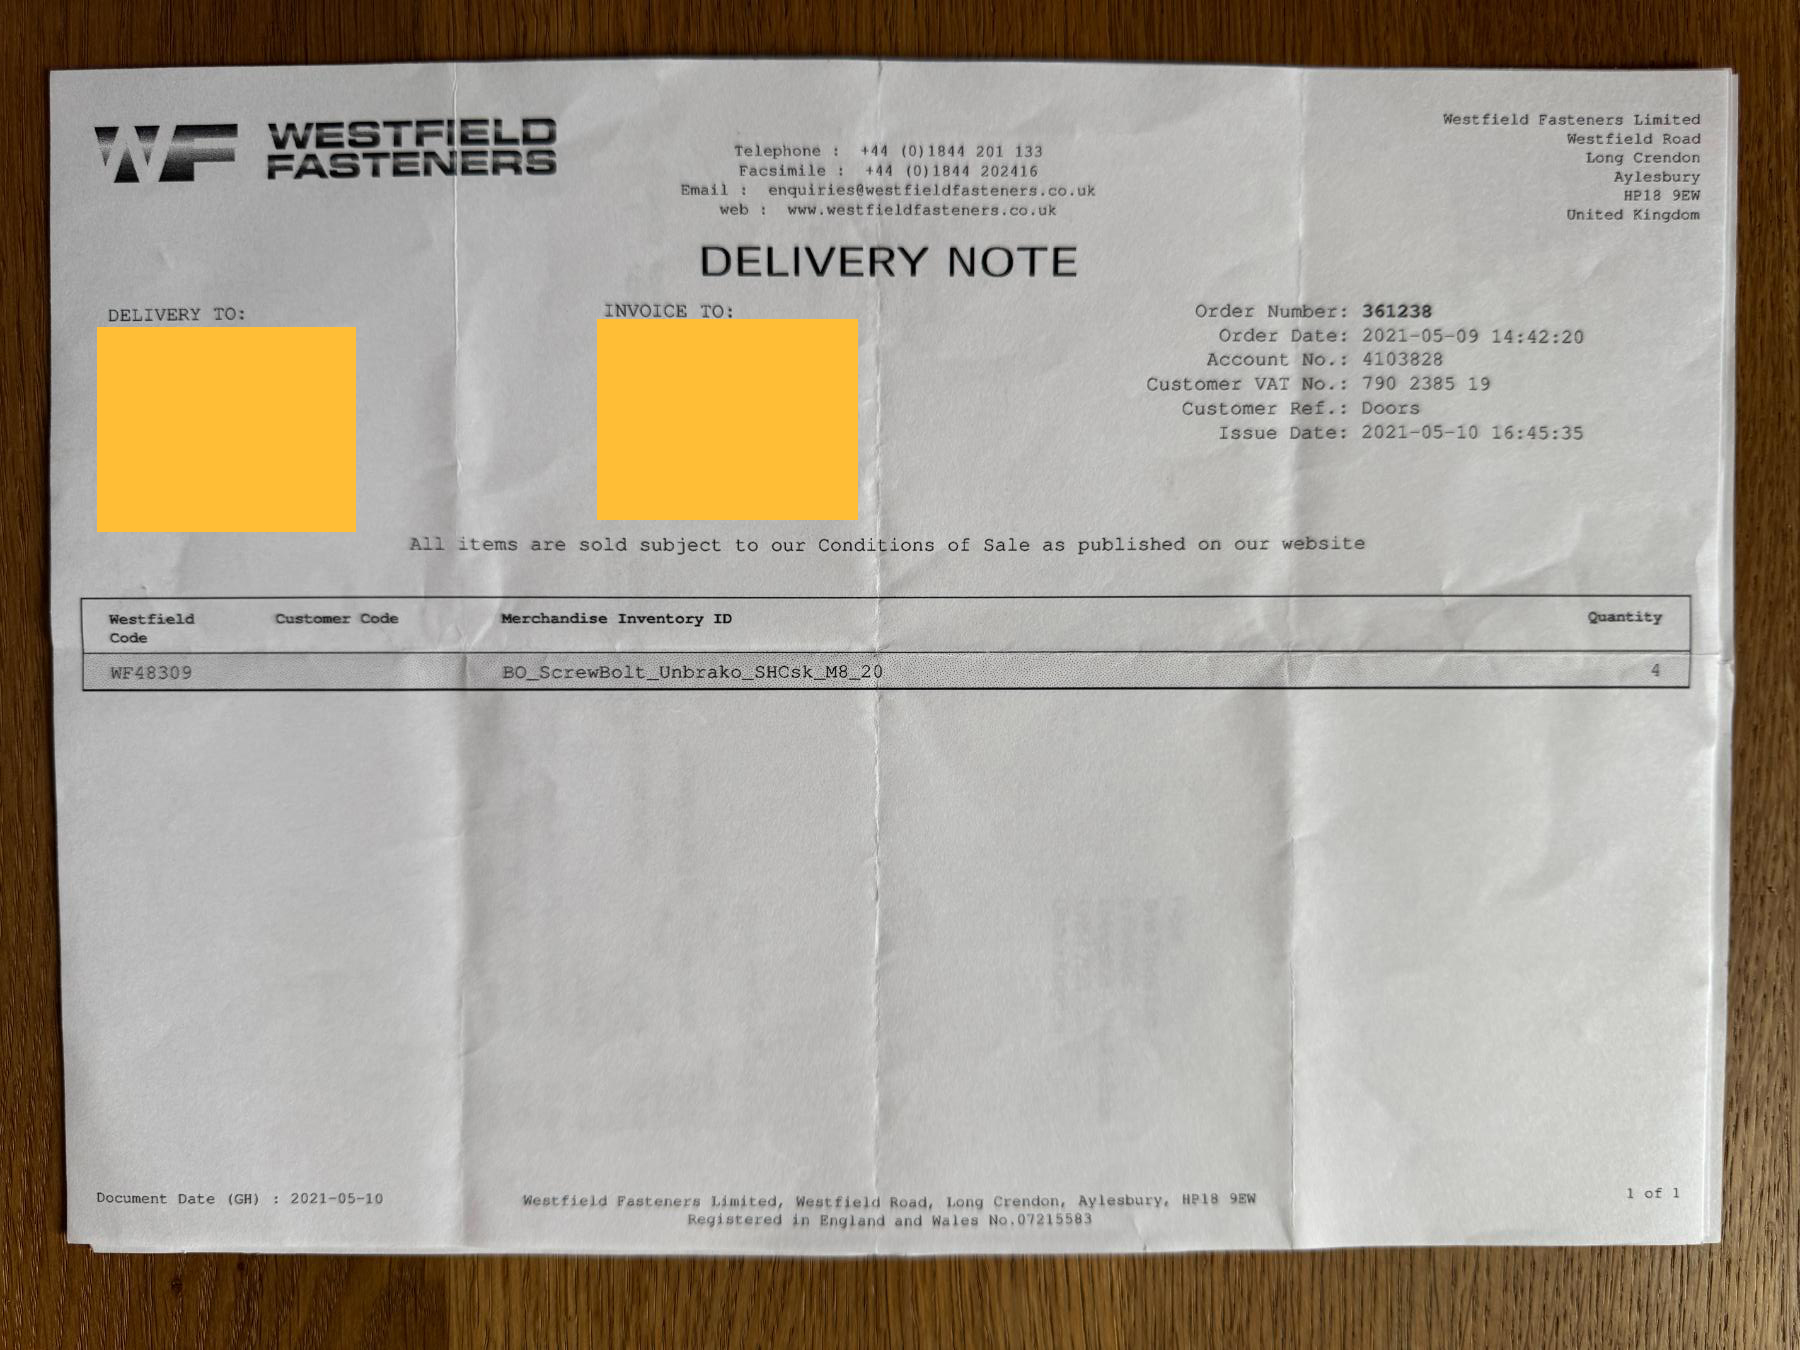 WF WESTFIELD
FASTENERS
Telephone : +44 (0)1844 201 133
Facsimile : +44 (0)1844 202416
Email : enquiries@westfieldfasteners.co.uk
web : www.westfieldfasteners.co.uk
Westfield Fasteners Limited
Westfield Road
Long Crendon
Aylesbury
HP18 9EW
United Kingdom
DELIVERY NOTE
DELIVERY TO:
INVOICE TO:
Order Number: 361238
Order Date: 2021-05-09 14:42:20
Account No.: 4103828
Customer VAT No.: 790 2385 19
Customer Ref.: Doors
Issue Date: 2021-05-10 16:45:35
All items are sold subject to our Conditions of Sale as published on our website
Westfield Code Customer Code Merchandise Inventory ID Quantity
WF48309 BO_ScrewBolt_Unbrako_SHCsk_M8_20 4
Document Date (GH) : 2021-05-10
Westfield Fasteners Limited, Westfield Road, Long Crendon, Aylesbury, HP18 9EW
Registered in England and Wales No.07215583
1 of 1